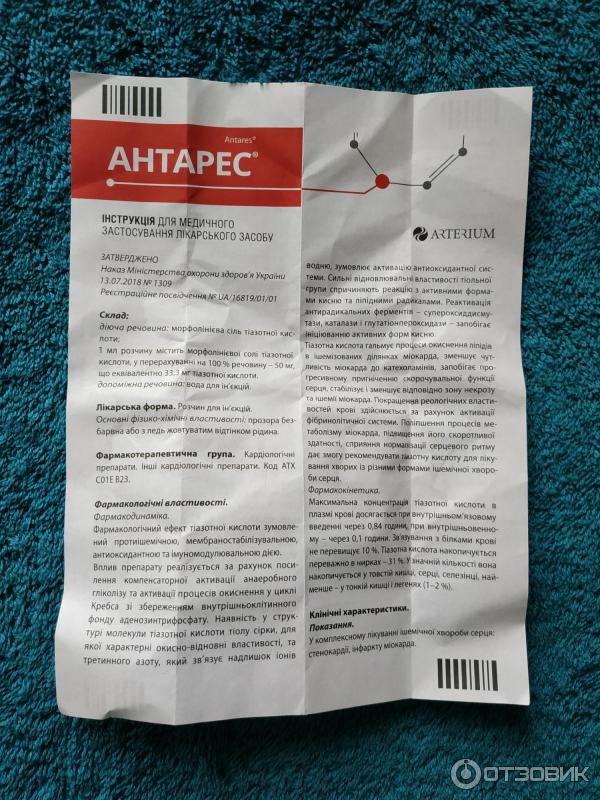 Antares®
АНТАРЕС®
ІНСТРУКЦІЯ ДЛЯ МЕДИЧНОГО
ЗАСТОСУВАННЯ ЛІКАРСЬКОГО ЗАСОБУ
ЗАТВЕРДЖЕНО
Наказ Міністерства охорони здоров'я України
13.07.2018 № 1309
Реєстраційне посвідчення № UA/16819/01/01
Склад:
діюча речовина: морфолінієва сіль тіазотної кис-
лоти;
1 мл розчину містить морфолінієвої солі тіазотної
кислоти, у перерахуванні на 100 % речовину – 50 мг,
що еквівалентно 33,3 мг тіазотної кислоти.
допоміжна речовина: вода для ін'єкцій.
Лікарська форма. Розчин для ін'єкцій.
Основні фізико-хімічні властивості: прозора без-
барвна або з ледь жовтуватим відтінком рідина.
Фармакотерапевтична група. Кардіологічні
препарати. Інші кардіологічні препарати. Код АТХ
C01E B23.
Фармакологічні властивості.
Фармакодинаміка.
Фармакологічний ефект тіазотної кислоти зумовле-
ний протиішемічною, мембраностабілізувальною,
антиоксидантною та імуномодулювальною дією.
Вплив препарату реалізується за рахунок поси-
лення компенсаторної активації анаеробного
гліколізу та активації процесів окиснення у циклі
Кребса зі збереженням внутрішньоклітинного
фонду аденозинтрифосфату. Наявність у струк-
турі молекули тіазотної кислоти тіолу сірки, для
якої характерні окисно-відновні властивості, та
третинного азоту, який зв'язує надлишок іонів
ARTERIUM
водню, зумовлює активацію антиоксидантної сис-
теми. Сильні відновлювальні властивості тіольної
групи спричиняють реакцію з активними форма-
ми кисню та ліпідними радикалами. Реактивація
антирадикальних ферментів – супероксиддисму-
тази, каталази і глутатіонпероксидази – запобігає
ініціюванню активних форм кисню.
Тіазотна кислота гальмує процеси окиснення ліпідів
в ішемізованих ділянках міокарда, зменшує чут-
ливість міокарда до катехоламінів, запобігає про-
гресивному пригніченню скорочувальної функції
серця, стабілізує і зменшує відповідно зону некрозу
та ішемії міокарда. Покращення реологічних власти-
востей крові здійснюється за рахунок активації
фібринолітичної системи. Поліпшення процесів ме-
таболізму міокарда, підвищення його скоротливої
здатності, сприяння нормалізації серцевого ритму
дає змогу рекомендувати тіазотну кислоту для ліку-
вання хворих із різними формами ішемічної хворо-
би серця.
Фармакокінетика.
Максимальна концентрація тіазотної кислоти в
плазмі крові досягається при внутрішньом'язовому
введенні через 0,84 години, при внутрішньовенно-
му – через 0,1 години. Зв'язування з білками крові
не перевищує 10 %. Тіазотна кислота накопичується
переважно в нирках – 31 %. У значній кількості вона
накопичується у товстій кишці, серці, селезінці, най-
менше – у тонкій кишці і легенях (1–2 %).
Клінічні характеристики.
Показання.
У комплексному лікуванні ішемічної хвороби серця:
стенокардії, інфаркту міокарда.
ОТЗОВИК